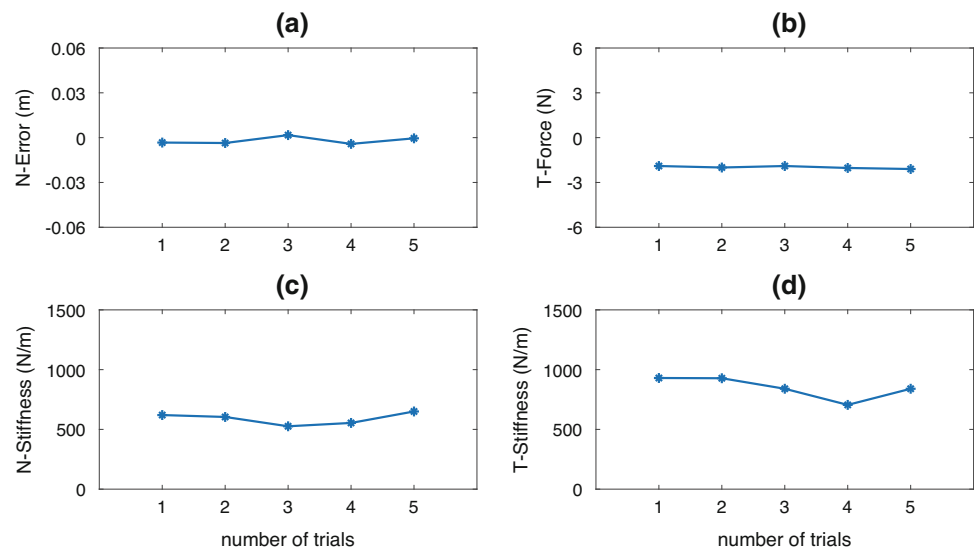 (a)
N-Error (m)
0.06
0.03
0
-0.03
-0.06
1 2 3 4 5
(b)
T-Force (N)
6
3
0
-3
-6
1 2 3 4 5
(c)
N-Stiffness (N/m)
1500
1000
500
0
1 2 3 4 5
number of trials
(d)
T-Stiffness (N/m)
1500
1000
500
0
1 2 3 4 5
number of trials